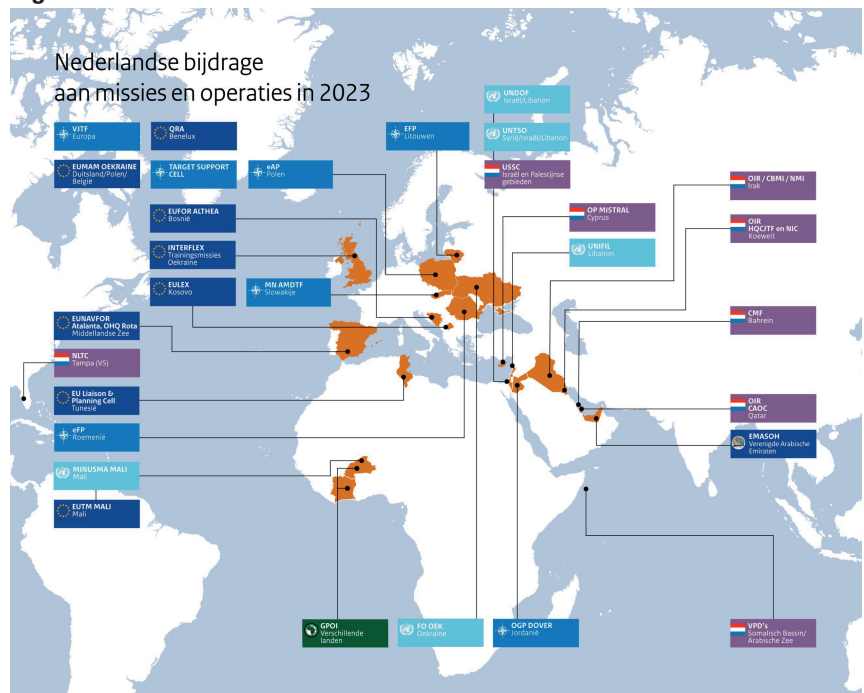 Nederlandse bijdrage
aan missies en operaties in 2023
VJTF
Europa
QRA
Benelux
EUMAM OEKRAINE
Duitsland/Polen/
België
TARGET SUPPORT
CELL
eAP
Polen
EFP
Litouwen
UNDOF
Israël/Libanon
UNTSO
Syrië/Israël/Libanon
USSC
Israël en Palestijnse
gebieden
OIR / CBMI / NMI
Irak
EUFOR ALTHEA
Bosnië
OP MISTRAL
Cyprus
OIR
HQCJTF en NIC
Koeweit
INTERFLEX
Trainingsmissies
Oekraine
UNIFIL
Libanon
EULEX
Kosovo
MN AMDTF
Slowakije
EUNAVFOR
Atalanta, OHQ Rota
Middellandse Zee
CMF
Bahrein
NLTC
Tampa (VS)
EU Liaison &
Planning Cell
Tunesië
OIR
CAOC
Qatar
eFP
Roemenië
EMASOH
Verenigde Arabische
Emiraten
MINUSMA MALI
Mali
EUTM MALI
Mali
GPOI
Verschillende
landen
FO OEK
Oekraïne
OGP DOVER
Jordanië
VPD's
Somalisch Bassin/
Arabische Zee